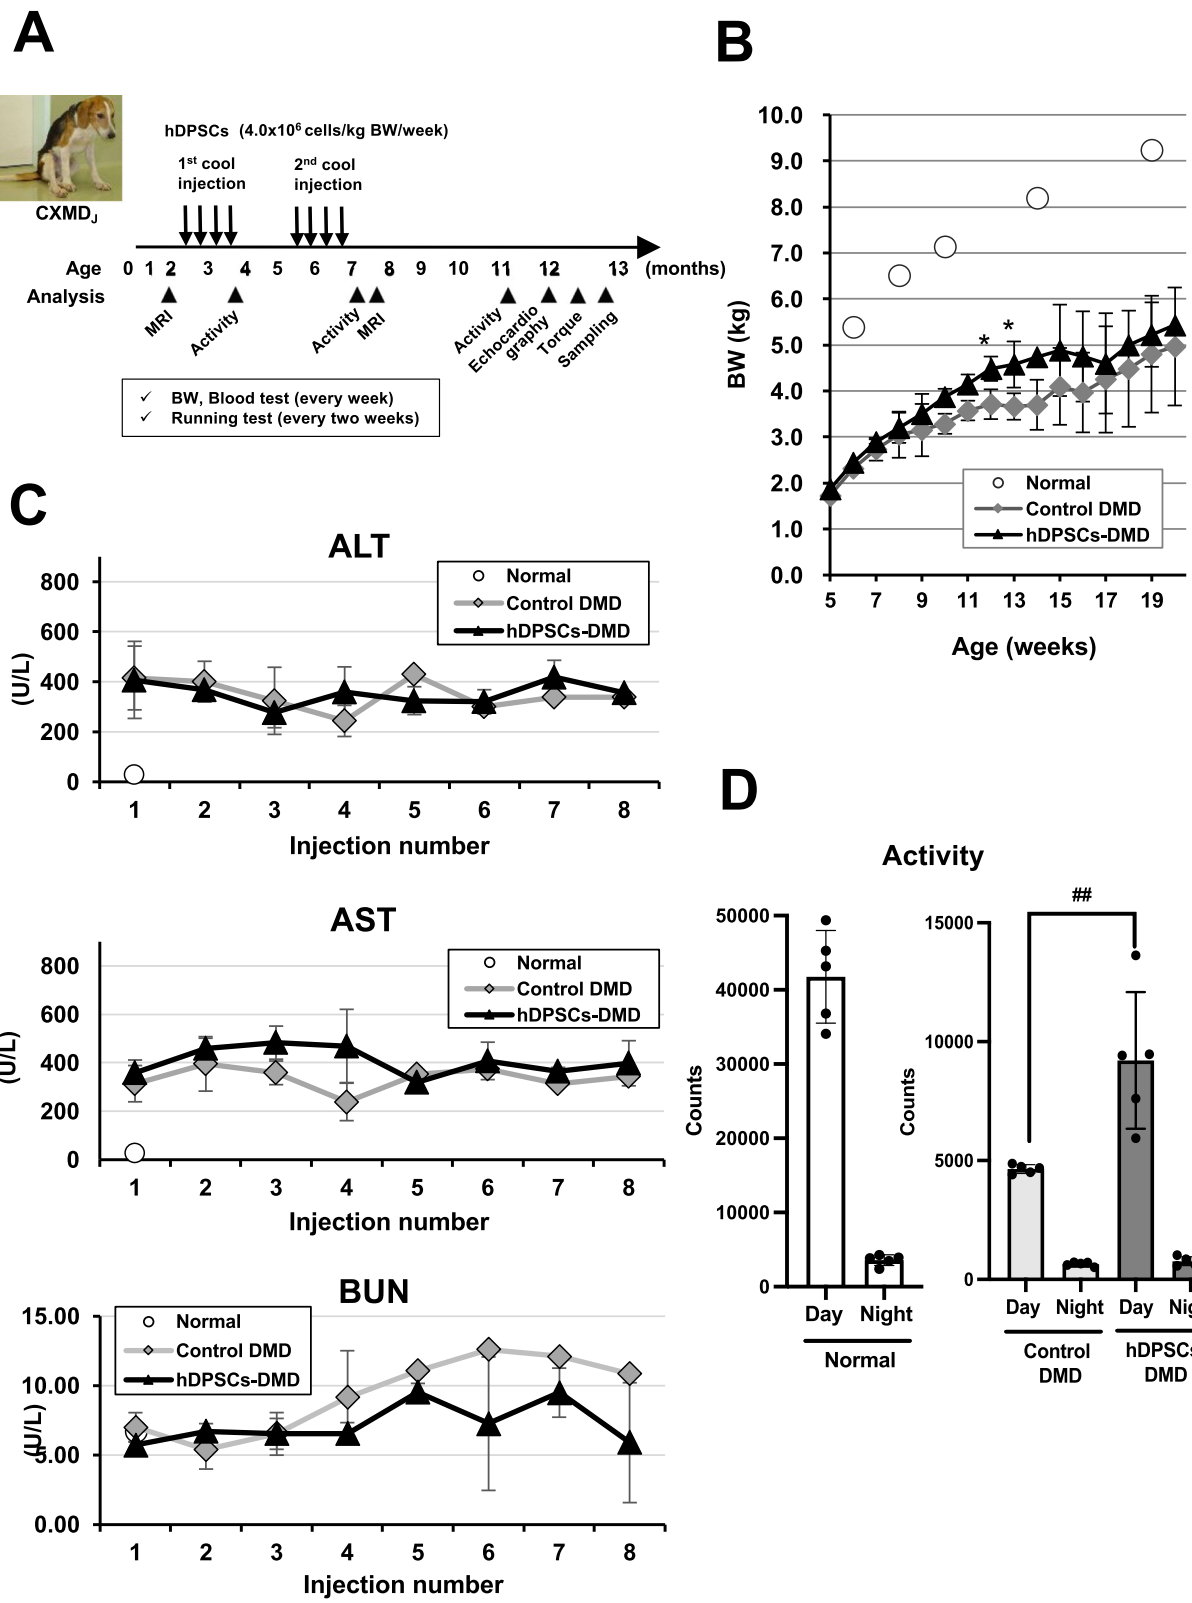 A
hDPSCs (4.0x10⁶ cells/kg BW/week)
1st cool
injection
2nd cool
injection
CXMDJ
Age 0 1 2 3 4 5 6 7 8 9 10 11 12 13 (months)
Analysis
MRI
Activity
Activity
MRI
Activity
Echocardio
graphy
Torque
Sampling
✓ BW, Blood test (every week)
✓ Running test (every two weeks)
B
10.0
9.0
8.0
7.0
6.0
5.0
4.0
3.0
2.0
1.0
0.0
BW (kg)
* *
Normal
Control DMD
hDPSCs-DMD
5 7 9 11 13 15 17 19
Age (weeks)
C
ALT
800
600
400
200
0
(U/L)
Normal
Control DMD
hDPSCs-DMD
1 2 3 4 5 6 7 8
Injection number
AST
800
600
400
200
0
(U/L)
Normal
Control DMD
hDPSCs-DMD
1 2 3 4 5 6 7 8
Injection number
BUN
15.00
10.00
5.00
0.00
(U/L)
Normal
Control DMD
hDPSCs-DMD
1 2 3 4 5 6 7 8
Injection number
D
Activity
50000
40000
30000
20000
10000
0
Counts
Day Night
Normal
##
15000
10000
5000
0
Counts
Day Night Day Nig
Control
DMD
hDPSCs
DMD